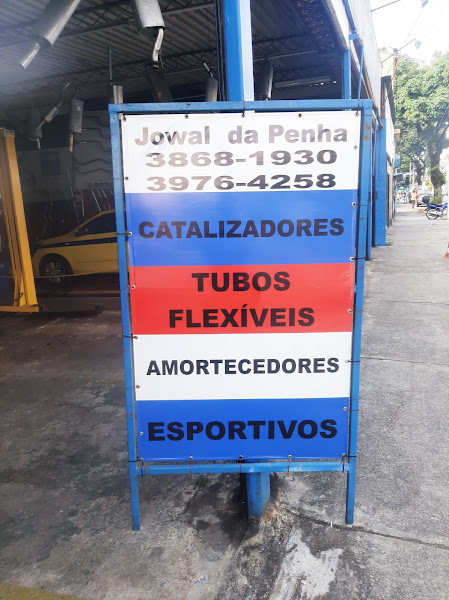 Jowal da Penha
3868-1930
3976-4258
CATALIZADORES
TUBOS
FLEXÍVEIS
AMORTECEDORES
ESPORTIVOS